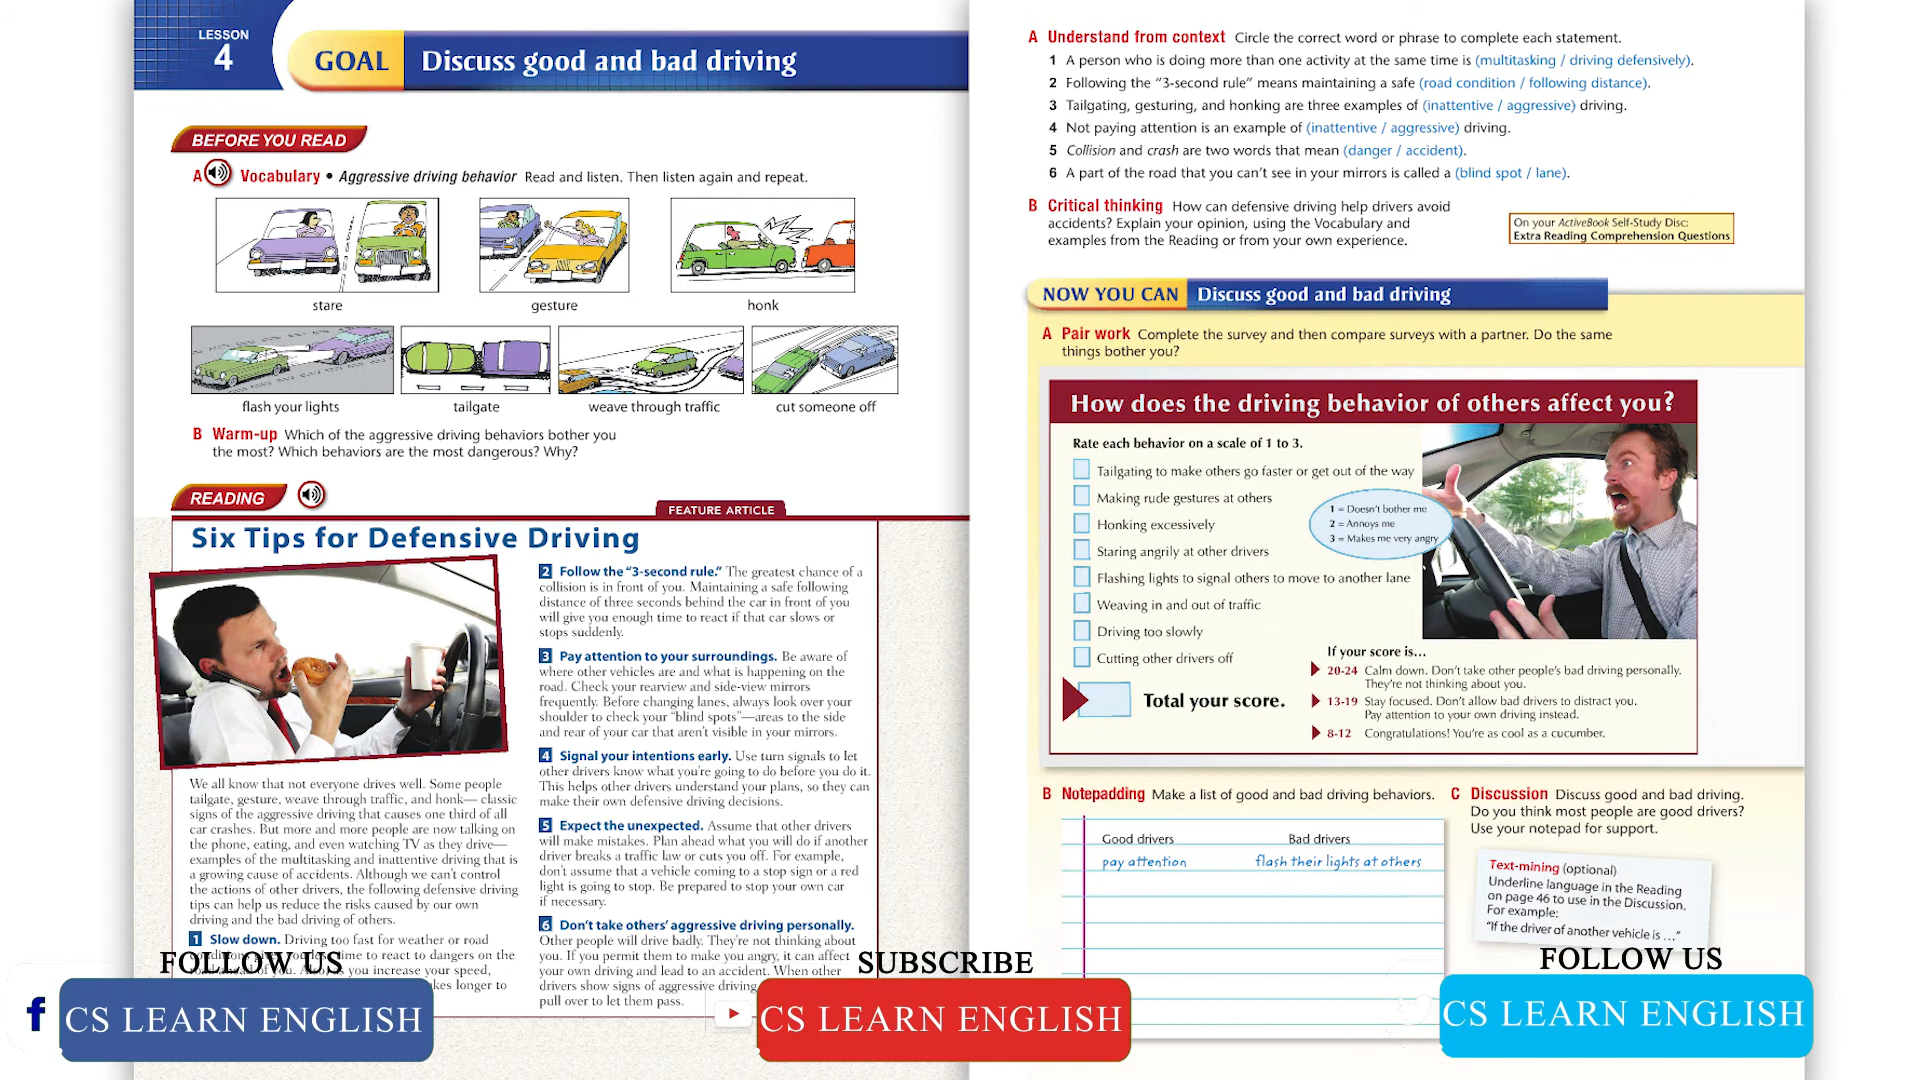 LESSON
4
GOAL Discuss good and bad driving
BEFORE YOU READ
A Vocabulary • Aggressive driving behavior Read and listen. Then listen again and repeat.
stare
gesture
honk
flash your lights
tailgate
weave through traffic
cut someone off
B Warm-up Which of the aggressive driving behaviors bother you
the most? Which behaviors are the most dangerous? Why?
READING
FEATURE ARTICLE
Six Tips for Defensive Driving
We all know that not everyone drives well. Some people
tailgate, gesture, weave through traffic, and honk— classic
signs of the aggressive driving that causes one third of all
car crashes. But more and more people are now talking on
the phone, eating, and even watching TV as they drive—
examples of the multitasking and inattentive driving that is
a growing cause of accidents. Although we can't control
the actions of other drivers, the following defensive driving
tips can help us reduce the risks caused by our own
driving and the bad driving of others.
1 Slow down. Driving too fast for weather or road
time to react to dangers on the
you increase your speed,
longer to
2 Follow the "3-second rule." The greatest chance of a
collision is in front of you. Maintaining a safe following
distance of three seconds behind the car in front of you
will give you enough time to react if that car slows or
stops suddenly.
3 Pay attention to your surroundings. Be aware of
where other vehicles are and what is happening on the
road. Check your rearview and side-view mirrors
frequently. Before changing lanes, always look over your
shoulder to check your "blind spots"—areas to the side
and rear of your car that aren't visible in your mirrors.
4 Signal your intentions early. Use turn signals to let
other drivers know what you're going to do before you do it.
This helps other drivers understand your plans, so they can
make their own defensive driving decisions.
5 Expect the unexpected. Assume that other drivers
will make mistakes. Plan ahead what you will do if another
driver breaks a traffic law or cuts you off. For example,
don't assume that a vehicle coming to a stop sign or a red
light is going to stop. Be prepared to stop your own car
if necessary.
6 Don't take others' aggressive driving personally.
Other people will drive badly. They're not thinking about
you. If you permit them to make you angry, it can affect
your own driving and lead to an accident. When other
drivers show signs of aggressive driving
pull over to let them pass.
A Understand from context Circle the correct word or phrase to complete each statement.
1 A person who is doing more than one activity at the same time is (multitasking / driving defensively).
2 Following the "3-second rule" means maintaining a safe (road condition / following distance).
3 Tailgating, gesturing, and honking are three examples of (inattentive / aggressive) driving.
4 Not paying attention is an example of (inattentive / aggressive) driving.
5 Collision and crash are two words that mean (danger / accident).
6 A part of the road that you can't see in your mirrors is called a (blind spot / lane).
B Critical thinking How can defensive driving help drivers avoid
accidents? Explain your opinion, using the Vocabulary and
examples from the Reading or from your own experience.
On your ActiveBook Self-Study Disc:
Extra Reading Comprehension Questions
NOW YOU CAN Discuss good and bad driving
A Pair work Complete the survey and then compare surveys with a partner. Do the same
things bother you?
How does the driving behavior of others affect you?
Rate each behavior on a scale of 1 to 3.
Tailgating to make others go faster or get out of the way
Making rude gestures at others
Honking excessively
Staring angrily at other drivers
Flashing lights to signal others to move to another lane
Weaving in and out of traffic
Driving too slowly
Cutting other drivers off
1 = Doesn't bother me
2 = Annoys me
3 = Makes me very angry
Total your score.
If your score is...
20-24 Calm down. Don't take other people's bad driving personally.
They're not thinking about you.
13-19 Stay focused. Don't allow bad drivers to distract you.
Pay attention to your own driving instead.
8-12 Congratulations! You're as cool as a cucumber.
B Notepadding Make a list of good and bad driving behaviors.
Good drivers Bad drivers
pay attention flash their lights at others
C Discussion Discuss good and bad driving.
Do you think most people are good drivers?
Use your notepad for support.
Text-mining (optional)
Underline language in the Reading
on page 46 to use in the Discussion.
For example:
"If the driver of another vehicle is ..."
FOLLOW US
f CS LEARN ENGLISH
SUBSCRIBE
CS LEARN ENGLISH
FOLLOW US
CS LEARN ENGLISH